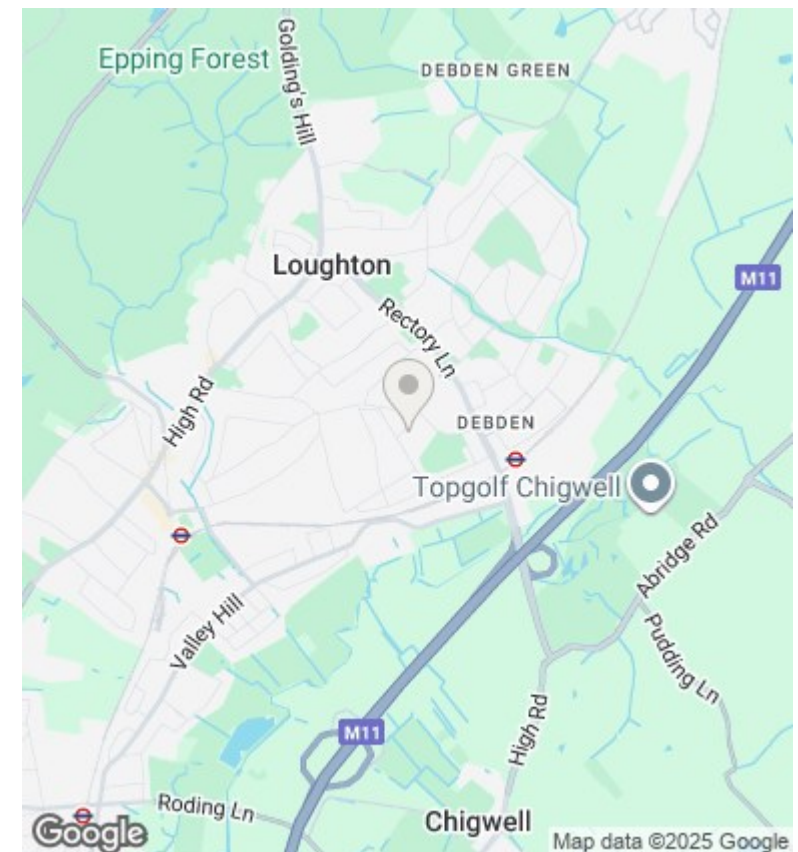 Golding's Hill
Epping Forest
DEBDEN GREEN
Loughton
M11
Rectory Ln
High Rd
DEBDEN
Topgolf Chigwell
Abridge Rd
Valley Hill
Pudding Ln
M11
High Rd
Roding Ln
Chigwell
Google
Map data ©2025 Google